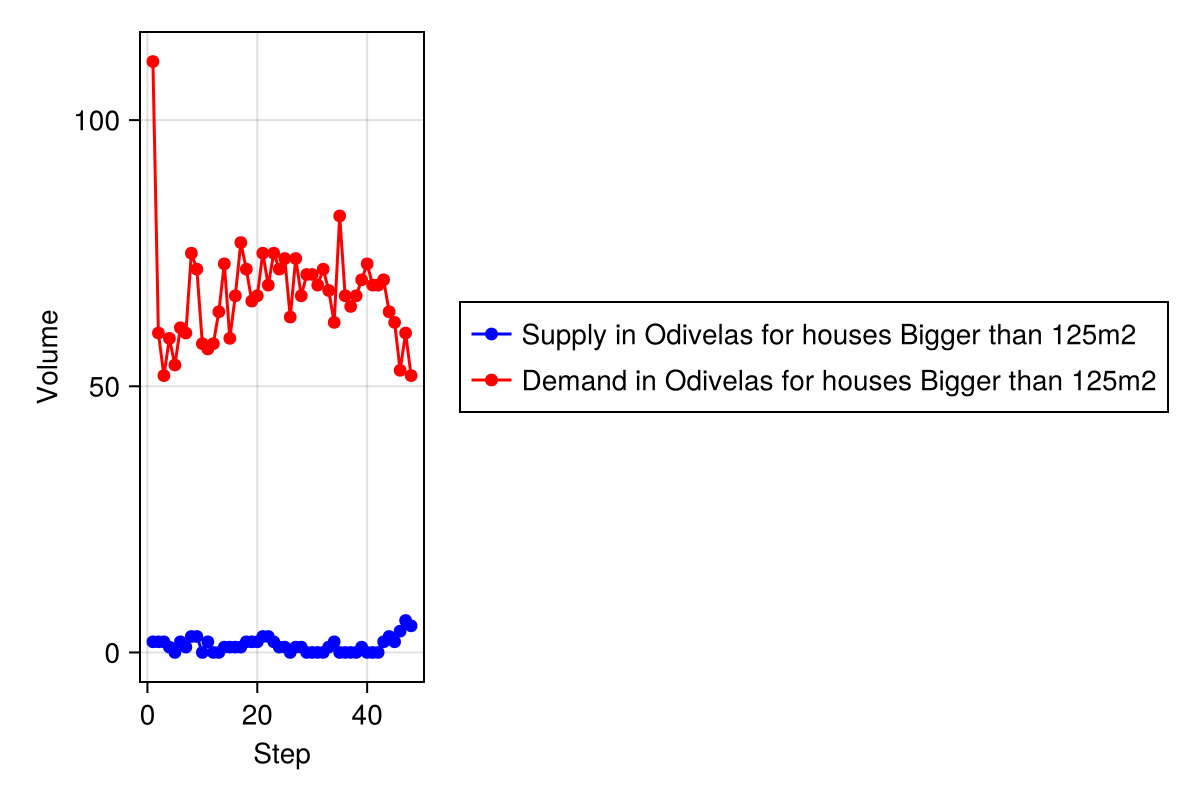 100
50
0
Volume
0 20 40
Step
Supply in Odivelas for houses Bigger than 125m2
Demand in Odivelas for houses Bigger than 125m2